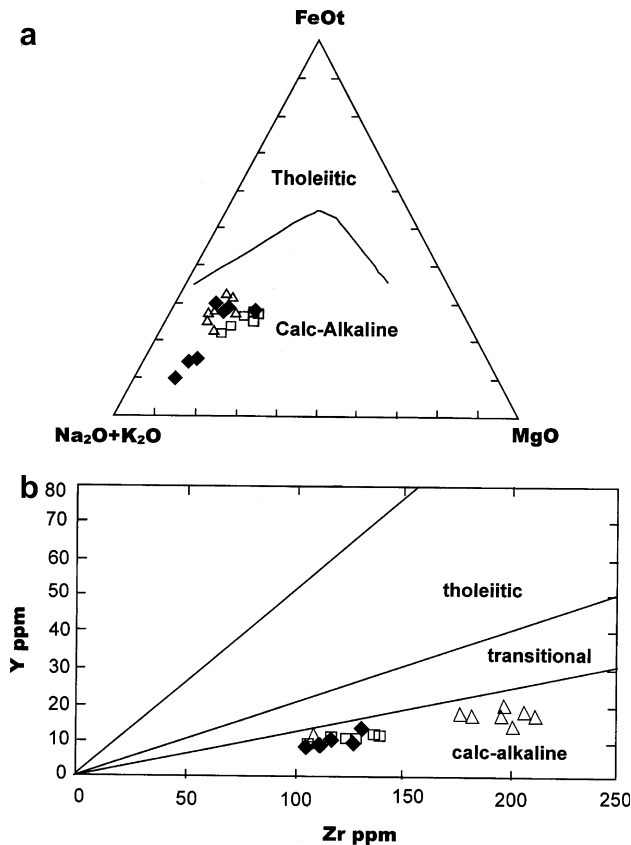 a
FeOt
Tholeiitic
Calc-Alkaline
Na₂O+K₂O
MgO
b
80
70
60
50
40
30
20
10
0
Y ppm
tholeiitic
transitional
calc-alkaline
0 50 100 150 200 250
Zr ppm